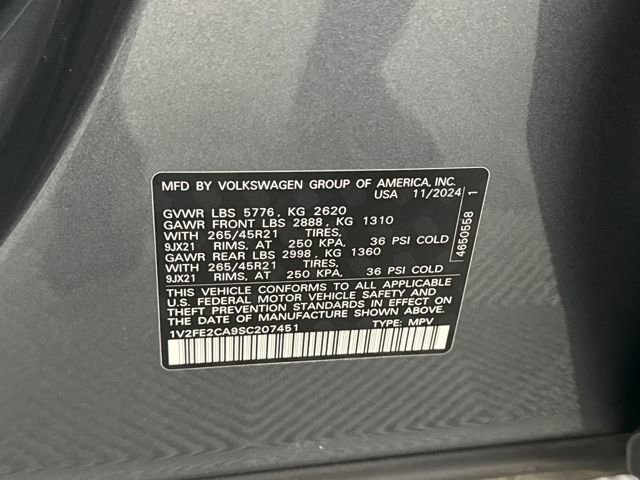 MFD BY VOLKSWAGEN GROUP OF AMERICA, INC.
USA 11/2024
GVWR LBS 5776, KG 2620
GAWR FRONT LBS 2888, KG 1310
WITH 265/45R21 TIRES,
9JX21 RIMS, AT 250 KPA, 36 PSI COLD
GAWR REAR LBS 2998, KG 1360
WITH 265/45R21 TIRES,
9JX21 RIMS, AT 250 KPA, 36 PSI COLD
THIS VEHICLE CONFORMS TO ALL APPLICABLE
U.S. FEDERAL MOTOR VEHICLE SAFETY AND
THEFT PREVENTION STANDARDS IN EFFECT ON
THE DATE OF MANUFACTURE SHOWN ABOVE.
1V2FE2CA9SC207451 TYPE: MPV
4650558 1